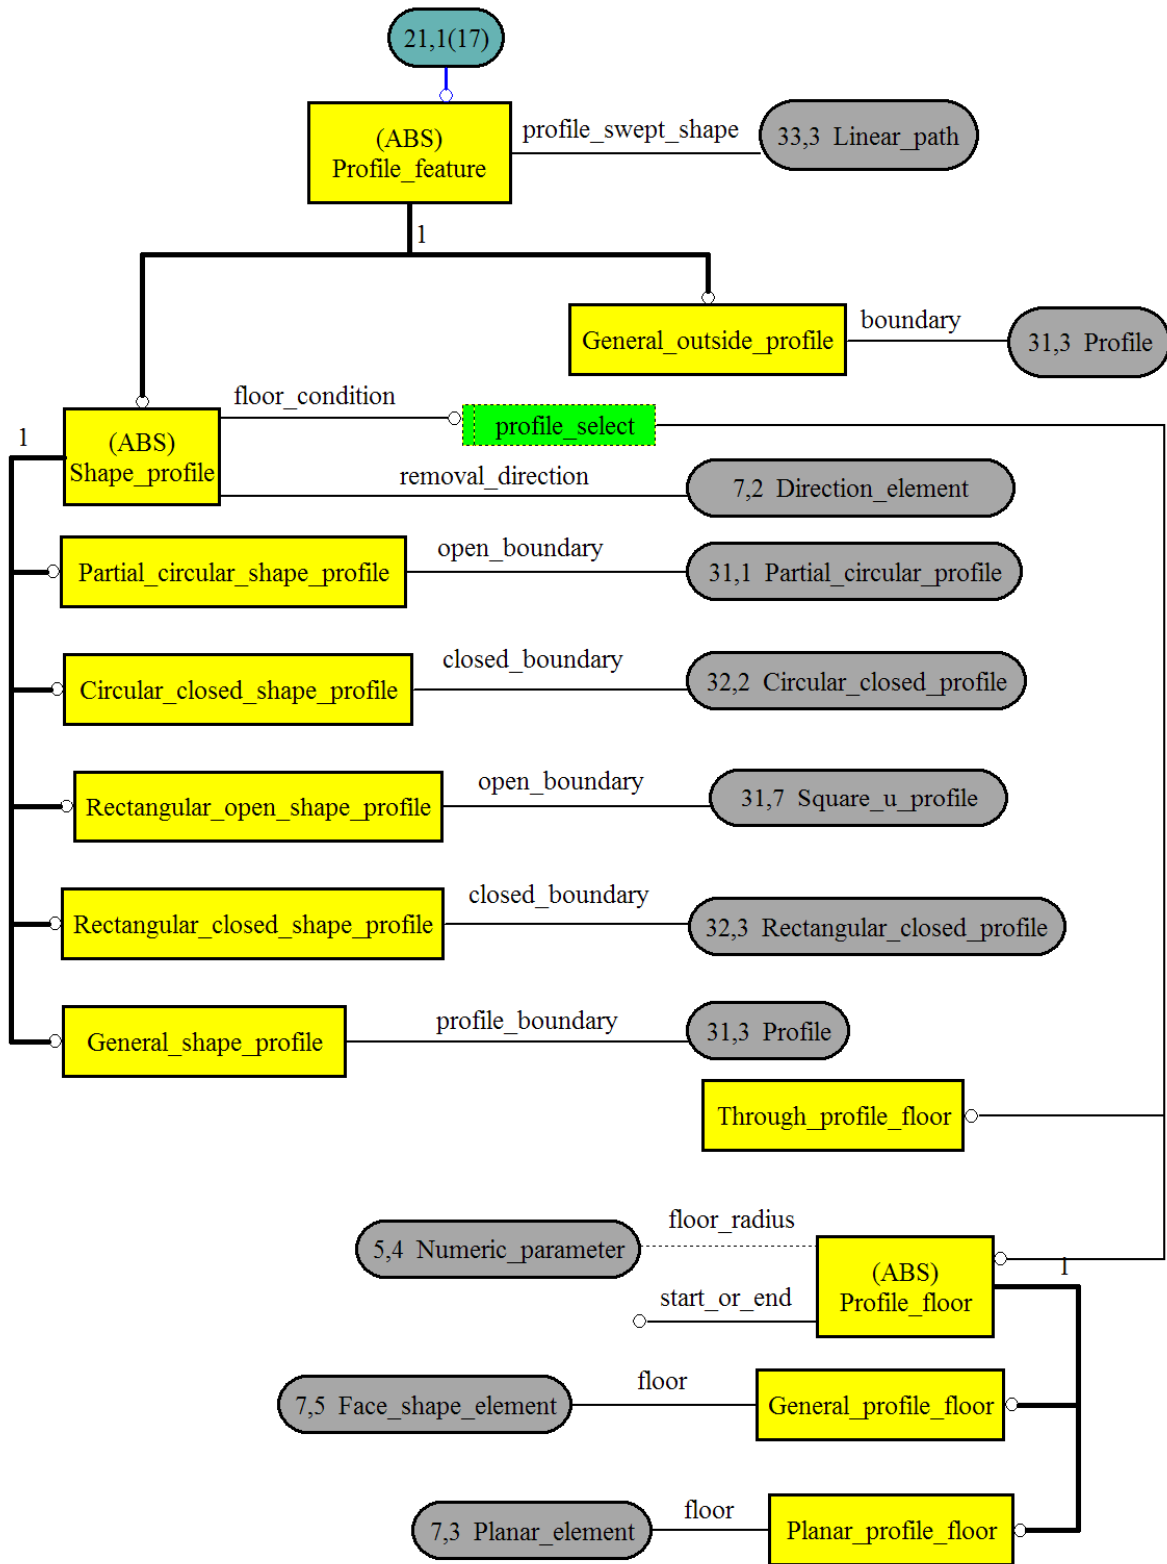 21,1(17)
(ABS)
Profile_feature
profile_swept_shape
33,3 Linear_path
1
General_outside_profile
boundary
31,3 Profile
1
(ABS)
Shape_profile
floor_condition
profile_select
removal_direction
7,2 Direction_element
Partial_circular_shape_profile
open_boundary
31,1 Partial_circular_profile
Circular_closed_shape_profile
closed_boundary
32,2 Circular_closed_profile
Rectangular_open_shape_profile
open_boundary
31,7 Square_u_profile
Rectangular_closed_shape_profile
closed_boundary
32,3 Rectangular_closed_profile
General_shape_profile
profile_boundary
31,3 Profile
Through_profile_floor
5,4 Numeric_parameter
floor_radius
(ABS)
Profile_floor
1
start_or_end
7,5 Face_shape_element
floor
General_profile_floor
7,3 Planar_element
floor
Planar_profile_floor